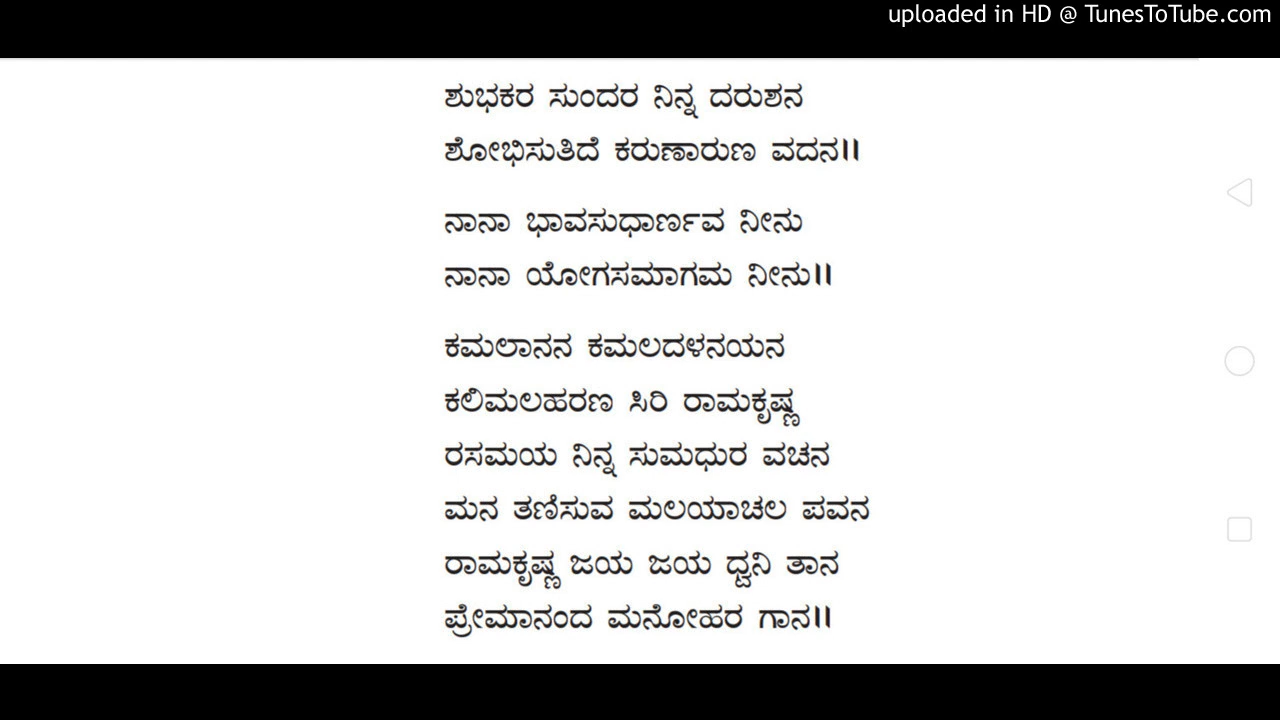 uploaded in HD @ TunesToTube.com
ಶುಭಕರ ಸುಂದರ ನಿನ್ನ ದರುಶನ
ಶೋಭಿಸುತಿದೆ ಕರುಣಾರುಣ ವದನ॥
ನಾನಾ ಭಾವಸುಧಾರ್ಣವ ನೀನು
ನಾನಾ ಯೋಗಸಮಾಗಮ ನೀನು॥
ಕಮಲಾನನ ಕಮಲದಳನಯನ
ಕಲಿಮಲಹರಣ ಸಿರಿ ರಾಮಕೃಷ್ಣ
ರಸಮಯ ನಿನ್ನ ಸುಮಧುರ ವಚನ
ಮನ ತಣಿಸುವ ಮಲಯಾಚಲ ಪವನ
ರಾಮಕೃಷ್ಣ ಜಯ ಜಯ ಧ್ವನಿ ತಾನ
ಪ್ರೇಮಾನಂದ ಮನೋಹರ ಗಾನ॥